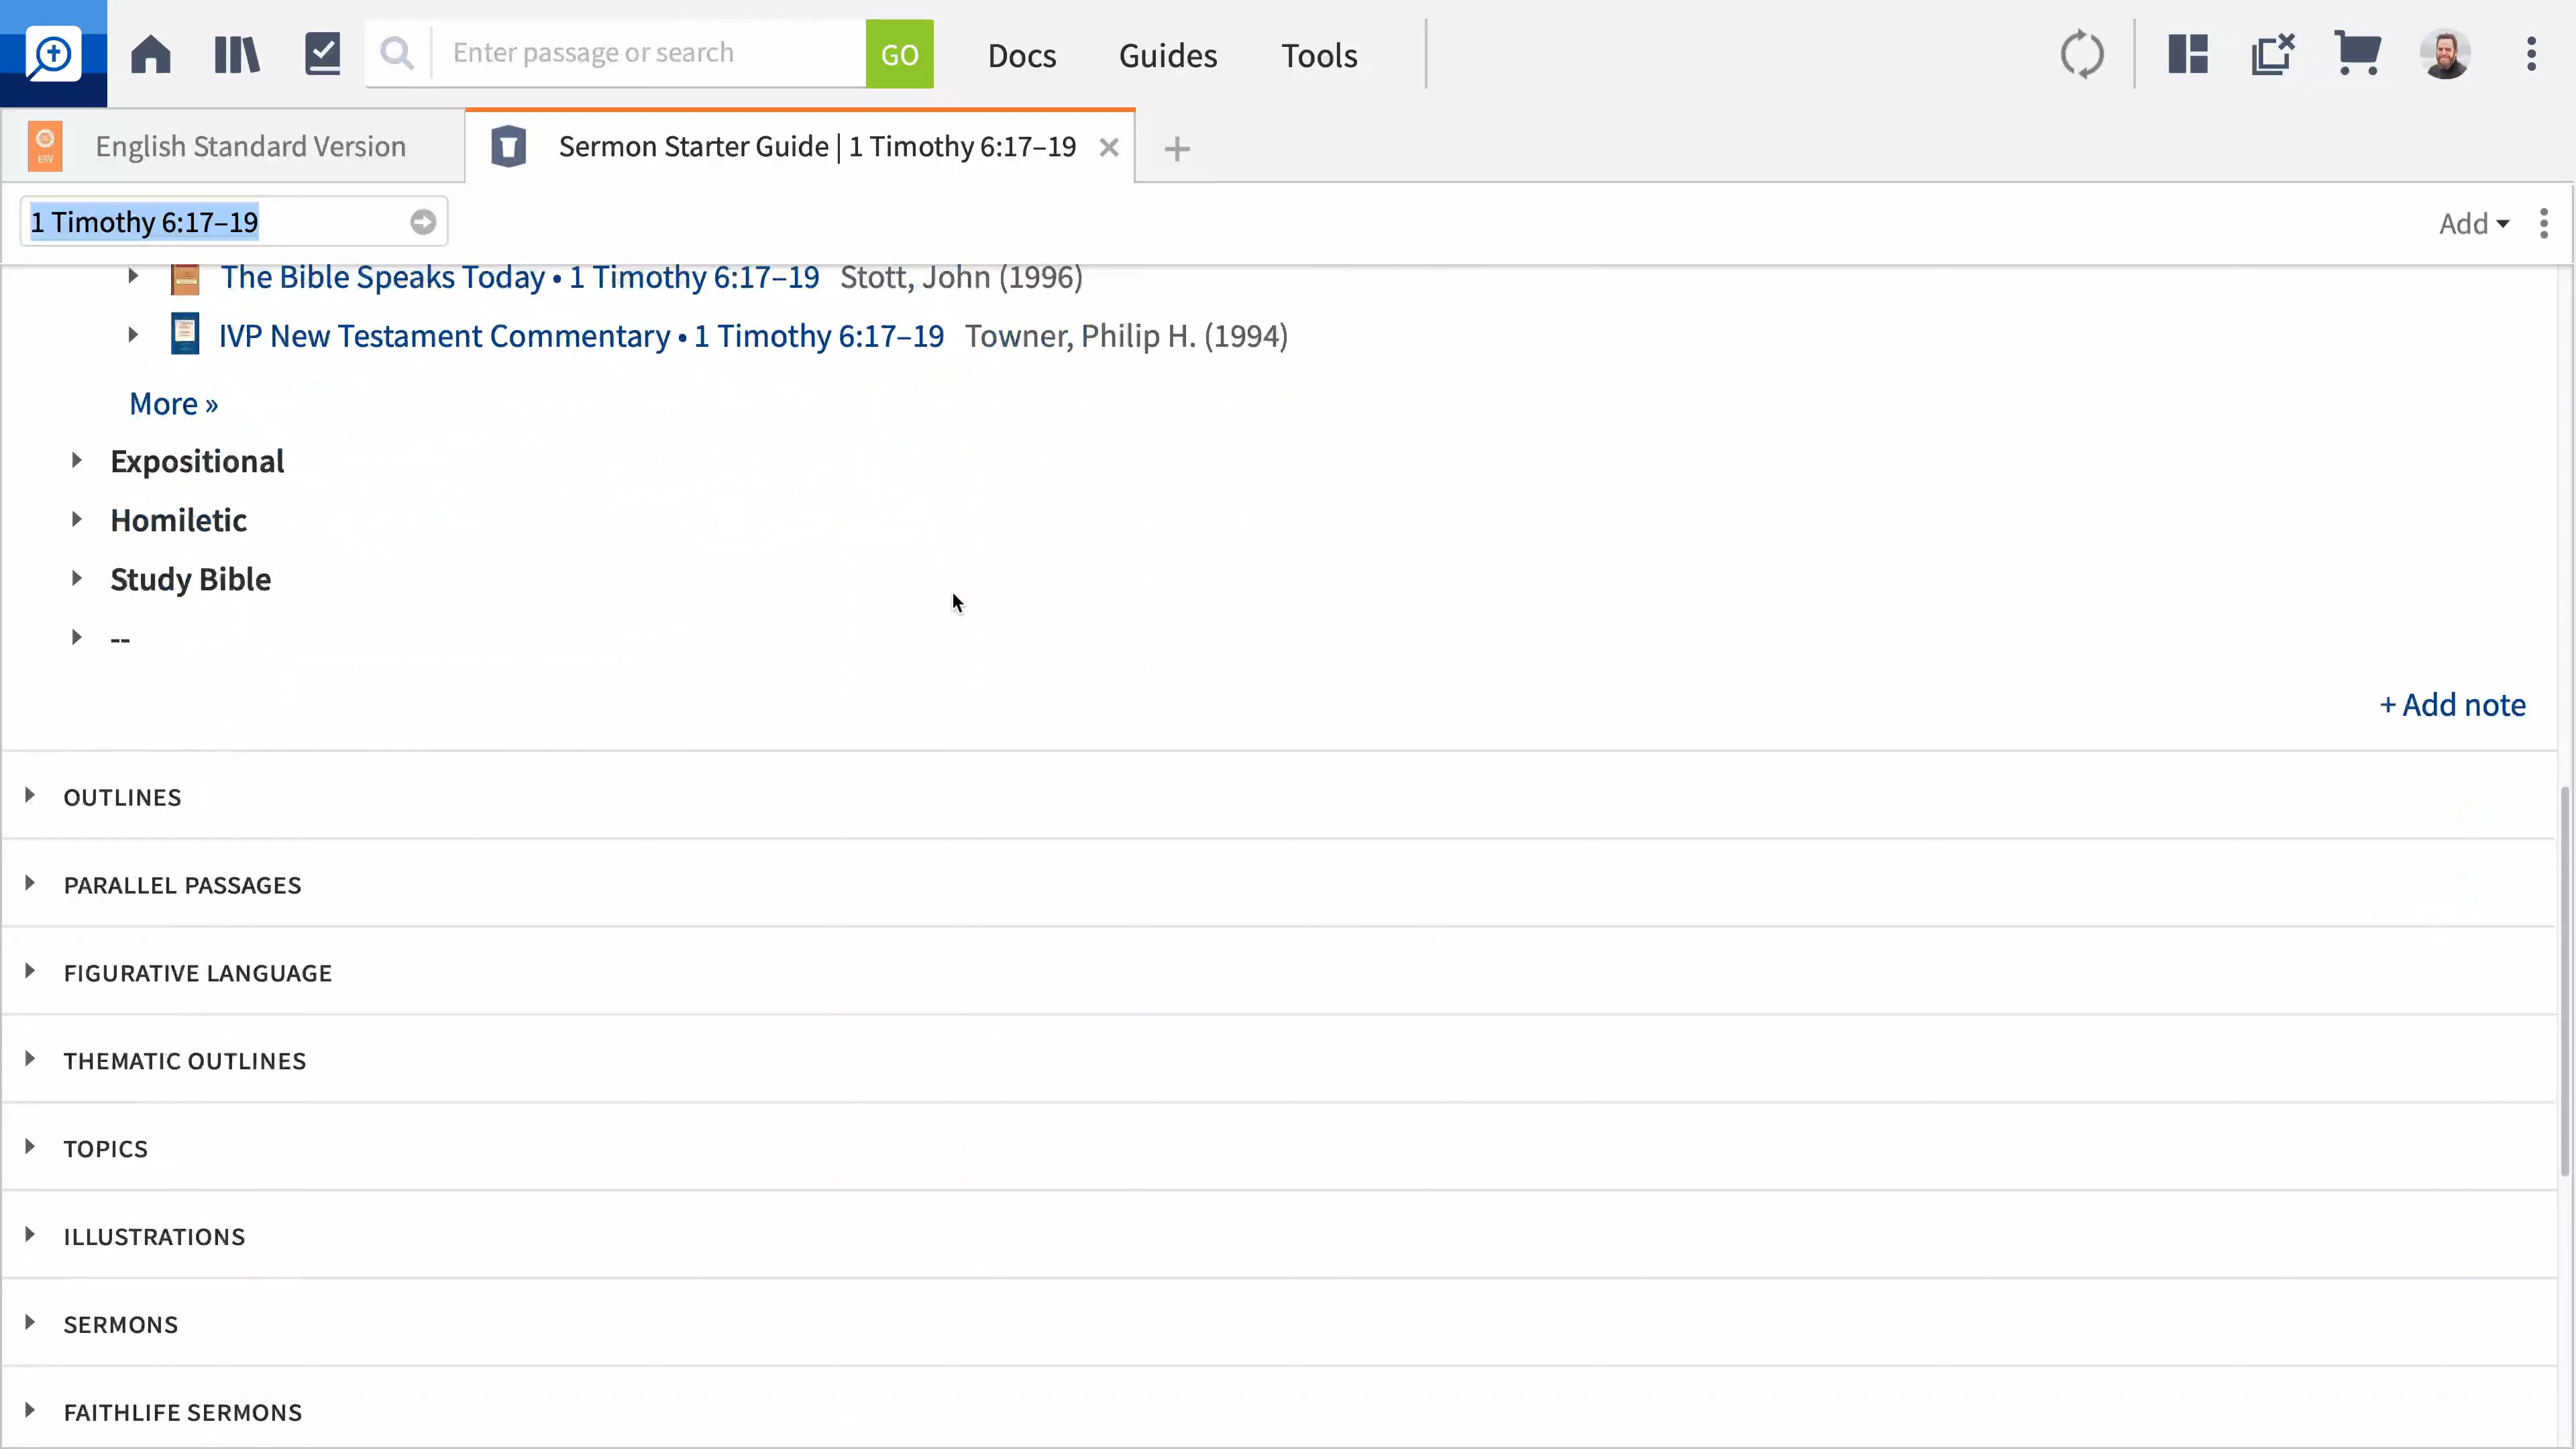 Enter passage or search
GO
Docs
Guides
Tools
ESV
English Standard Version
Sermon Starter Guide | 1 Timothy 6:17–19
1 Timothy 6:17–19
Add
The Bible Speaks Today • 1 Timothy 6:17–19 Stott, John (1996)
IVP New Testament Commentary • 1 Timothy 6:17–19 Towner, Philip H. (1994)
More »
Expositional
Homiletic
Study Bible
--
+ Add note
OUTLINES
PARALLEL PASSAGES
FIGURATIVE LANGUAGE
THEMATIC OUTLINES
TOPICS
ILLUSTRATIONS
SERMONS
FAITHLIFE SERMONS